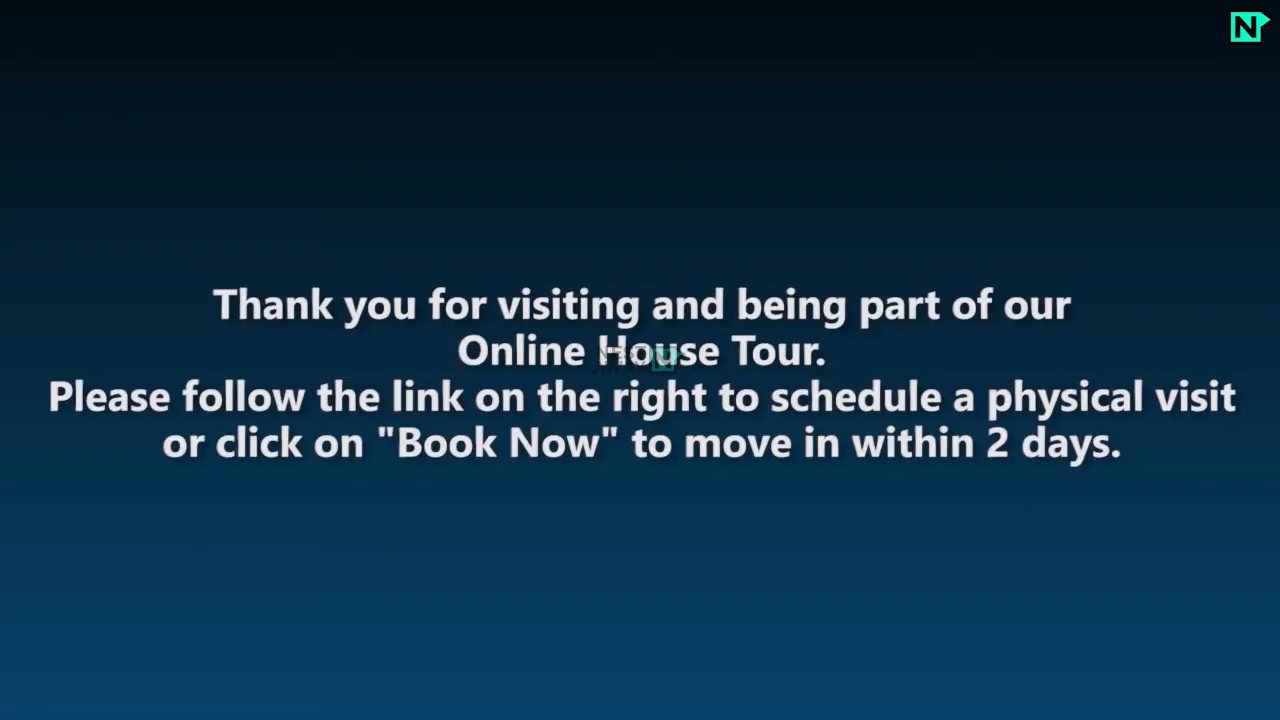 N
Thank you for visiting and being part of our
Online House Tour.
Please follow the link on the right to schedule a physical visit
or click on "Book Now" to move in within 2 days.